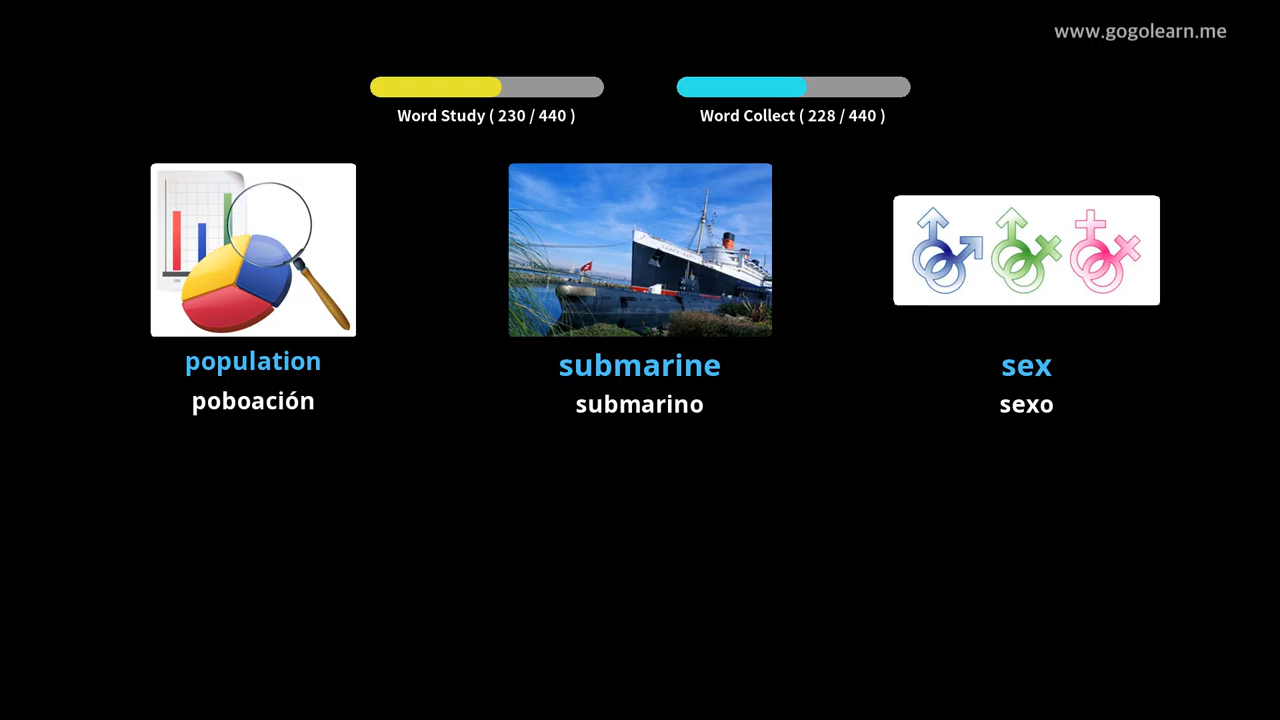 www.gogolearn.me
Word Study ( 230 / 440 )
Word Collect ( 228 / 440 )
population
poboación
submarine
submarino
sex
sexo